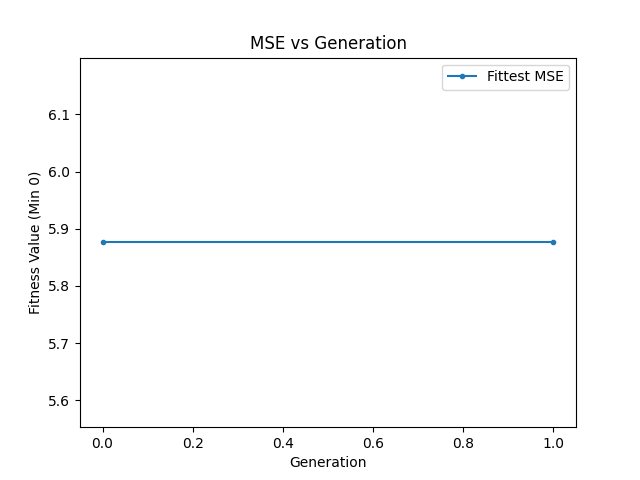 MSE vs Generation
Fittest MSE
Fitness Value (Min 0)
6.1
6.0
5.9
5.8
5.7
5.6
0.0 0.2 0.4 0.6 0.8 1.0
Generation